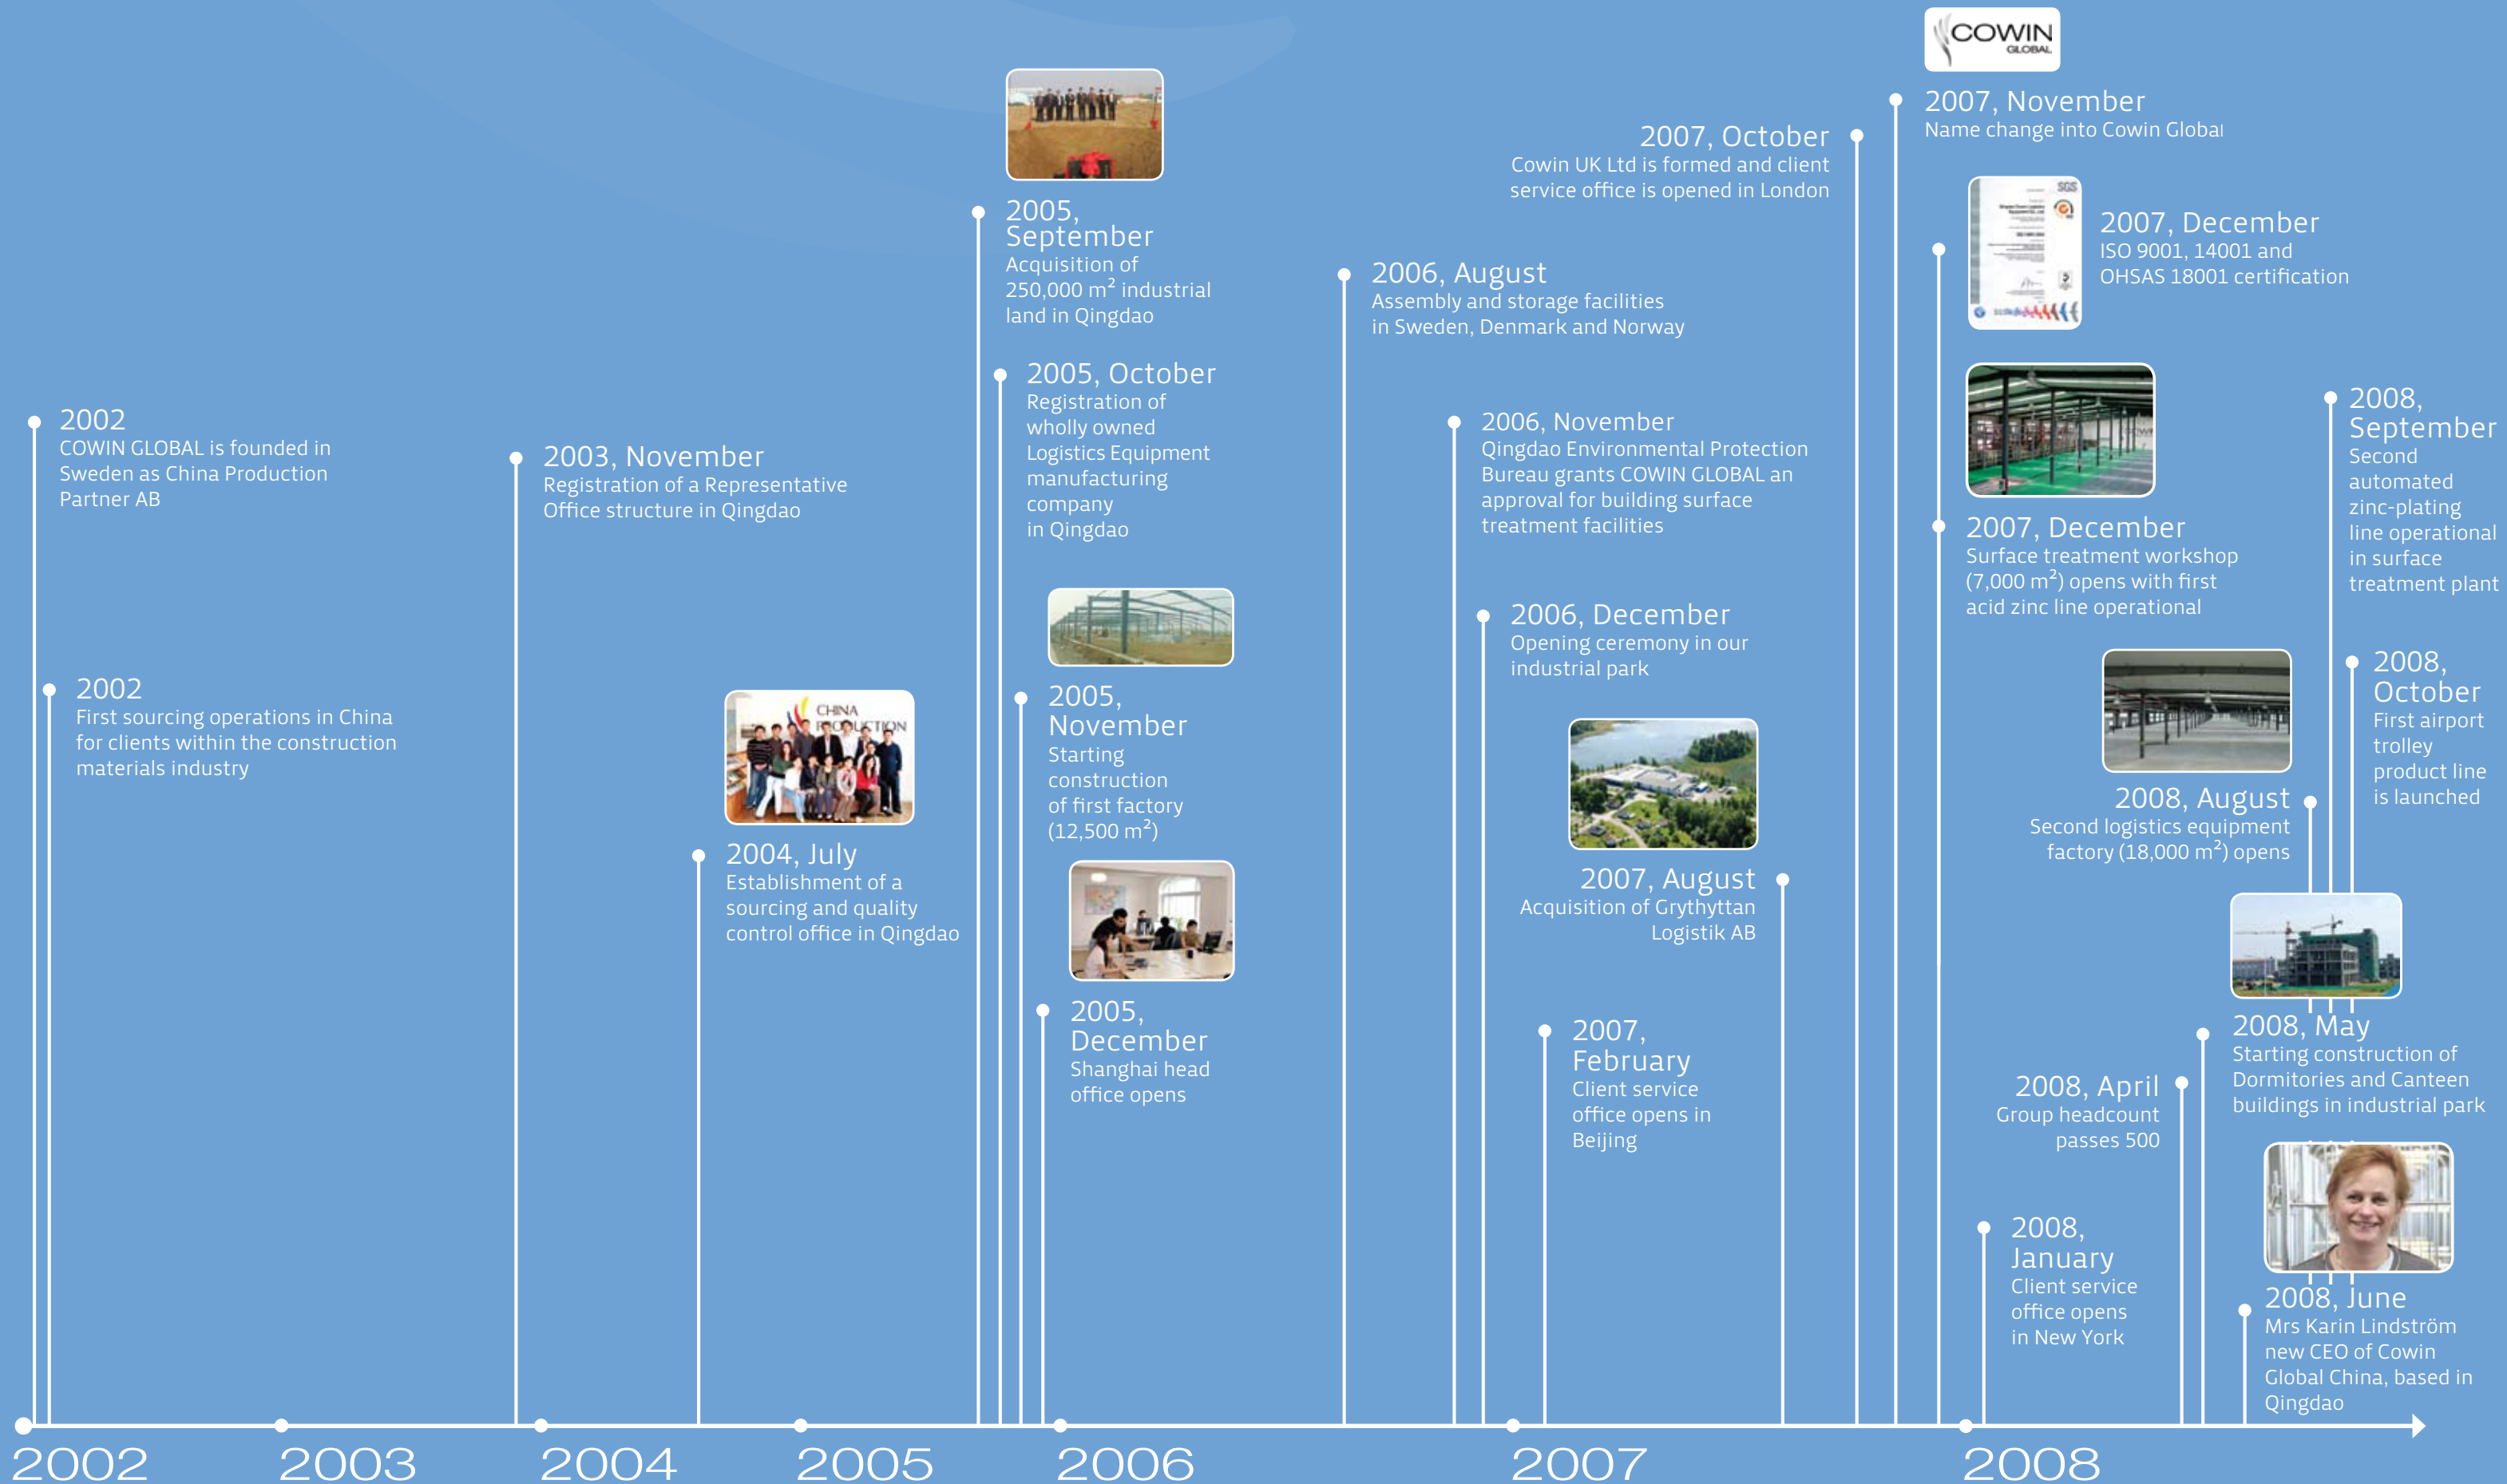 COWIN
GLOBAL
2007, November
Name change into Cowin Global
2007, October
Cowin UK Ltd is formed and client
service office is opened in London
SGS
2007, December
ISO 9001, 14001 and
OHSAS 18001 certification
2005,
September
Acquisition of
250,000 m² industrial
land in Qingdao
2006, August
Assembly and storage facilities
in Sweden, Denmark and Norway
2005, October
Registration of
wholly owned
Logistics Equipment
manufacturing
company
in Qingdao
2002
COWIN GLOBAL is founded in
Sweden as China Production
Partner AB
2003, November
Registration of a Representative
Office structure in Qingdao
2006, November
Qingdao Environmental Protection
Bureau grants COWIN GLOBAL an
approval for building surface
treatment facilities
COWIN
2007, December
Surface treatment workshop
(7,000 m²) opens with first
acid zinc line operational
2008,
September
Second
automated
zinc-plating
line operational
in surface
treatment plant
2006, December
Opening ceremony in our
industrial park
2002
First sourcing operations in China
for clients within the construction
materials industry
CHINA
PRODUCTION
2004, July
Establishment of a
sourcing and quality
control office in Qingdao
2005,
November
Starting
construction
of first factory
(12,500 m²)
2008,
October
First airport
trolley
product line
is launched
2008, August
Second logistics equipment
factory (18,000 m²) opens
2007, August
Acquisition of Grythyttan
Logistik AB
2005,
December
Shanghai head
office opens
2007,
February
Client service
office opens in
Beijing
2008, May
Starting construction of
Dormitories and Canteen
buildings in industrial park
2008, April
Group headcount
passes 500
2008,
January
Client service
office opens
in New York
2008, June
Mrs Karin Lindström
new CEO of Cowin
Global China, based in
Qingdao
2002 2003 2004 2005 2006 2007 2008